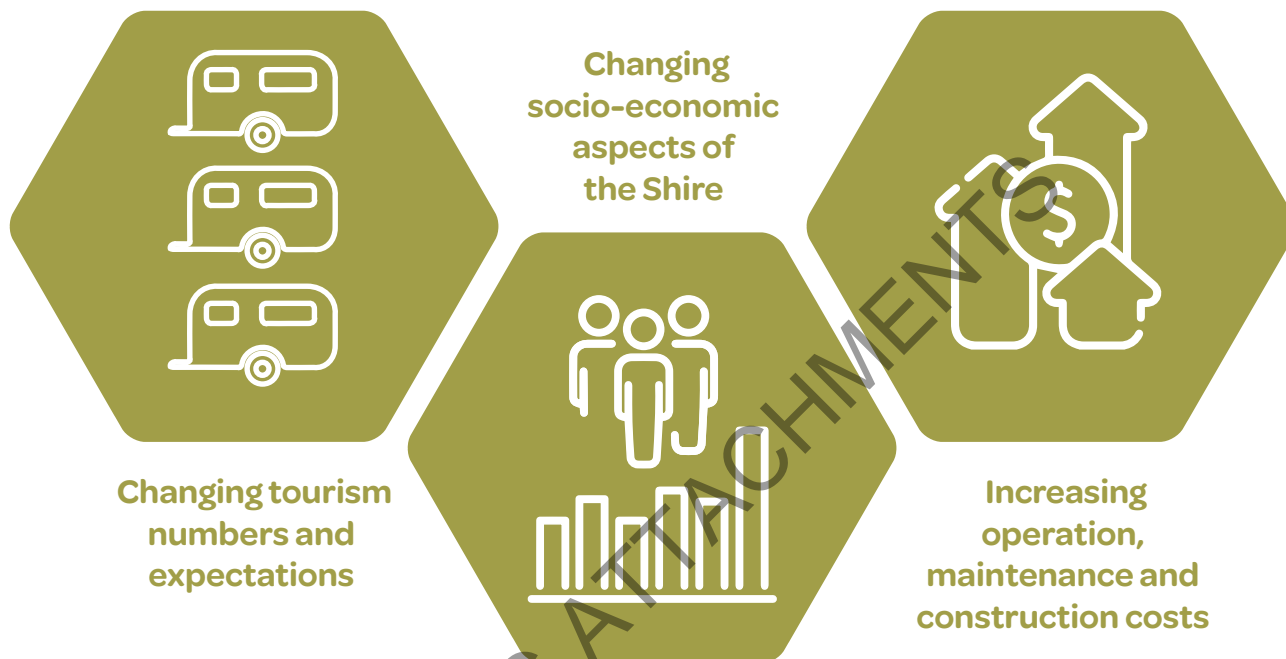 Changing
socio-economic
aspects of
the Shire
$
Changing tourism
numbers and
expectations
Increasing
operation,
maintenance and
construction costs
ATTACHMENTS